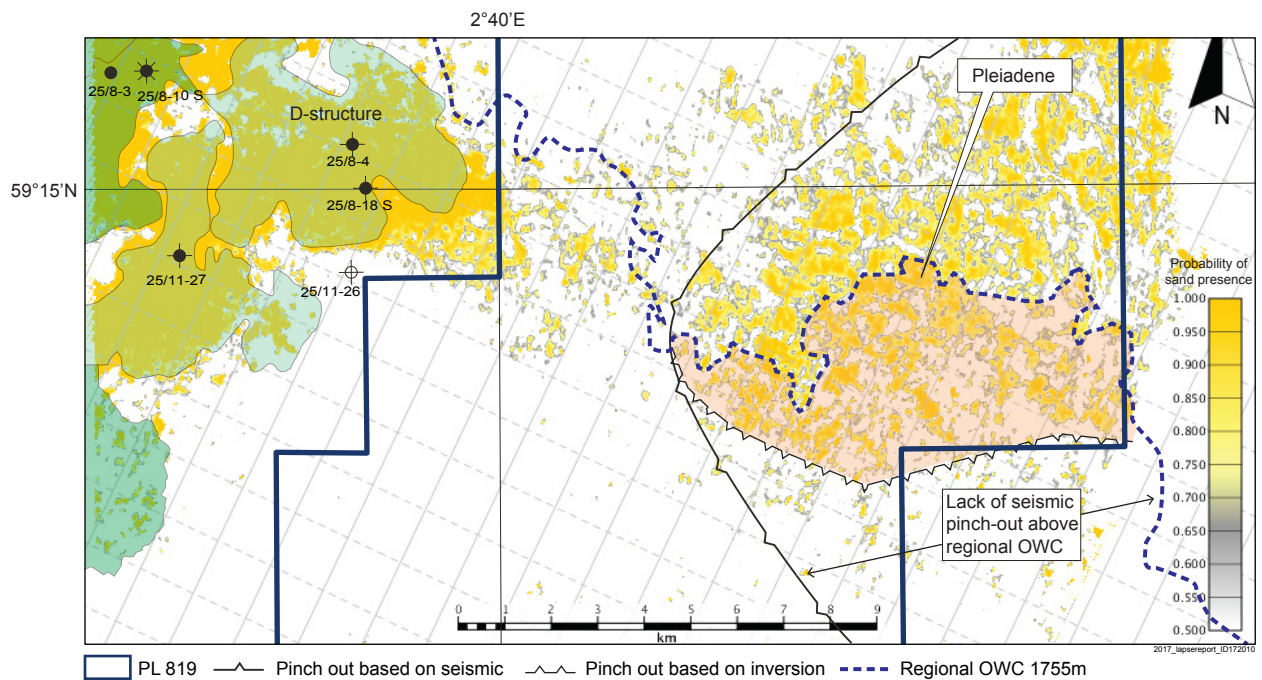 2°40'E
Pleiadene
N
25/8-3
25/8-10 S
D-structure
25/8-4
59°15'N
25/8-18 S
25/11-27
25/11-26
Probability of
sand presence
1.000
0.950
0.900
0.850
0.800
0.750
0.700
0.650
0.600
0.550
0.500
Lack of seismic
pinch-out above
regional OWC
0 1 2 3 4 5 6 7 8 9
km
2017_lapsereport_ID172010
PL 819 Pinch out based on seismic Pinch out based on inversion Regional OWC 1755m